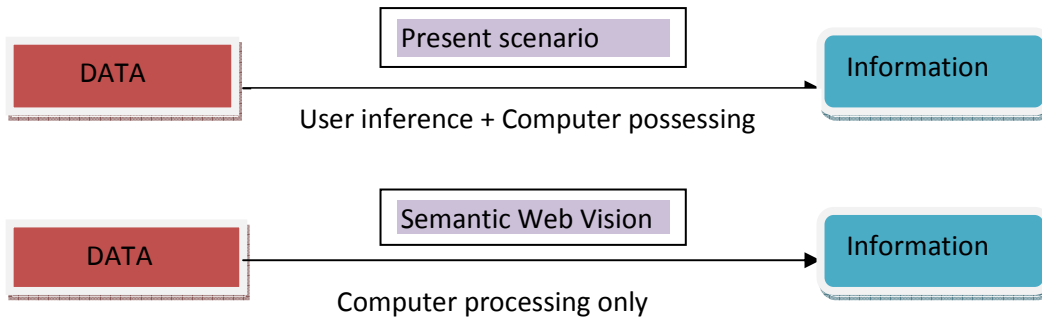 Present scenario
DATA
Information
User inference + Computer possessing
Semantic Web Vision
DATA
Information
Computer processing only